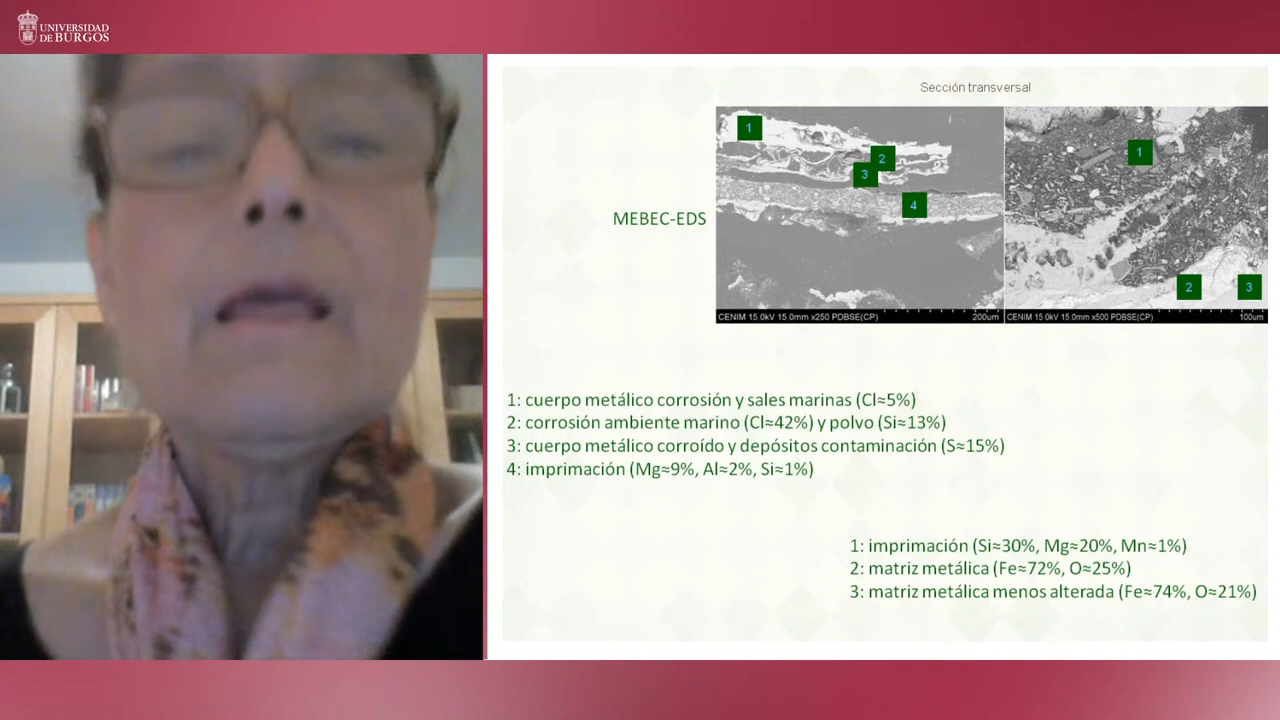 UNIVERSIDAD
DE BURGOS
Sección transversal
1
2
3
4
1
2
3
MEBEC-EDS
CENIM 15.0kV 15.0mm x250 PDBSE(CP) 200um
CENIM 15.0kV 15.0mm x500 PDBSE(CP) 100um
1: cuerpo metálico corrosión y sales marinas (Cl≈5%)
2: corrosión ambiente marino (Cl≈42%) y polvo (Si≈13%)
3: cuerpo metálico corroído y depósitos contaminación (S≈15%)
4: imprimación (Mg≈9%, Al≈2%, Si≈1%)
1: imprimación (Si≈30%, Mg≈20%, Mn≈1%)
2: matriz metálica (Fe≈72%, O≈25%)
3: matriz metálica menos alterada (Fe≈74%, O≈21%)